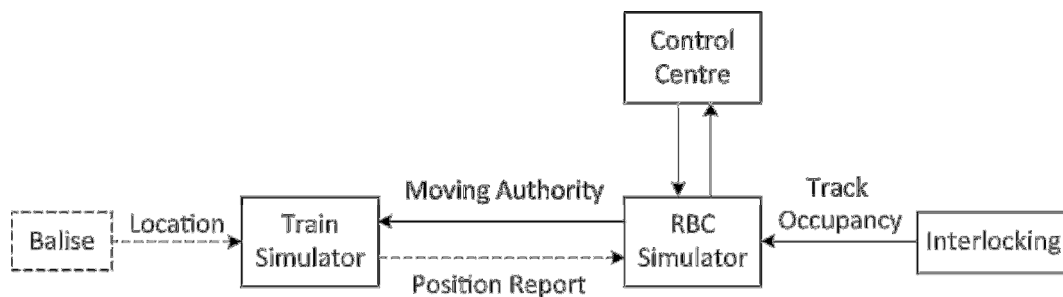 Control
Centre
Moving Authority
Track
Occupancy
Balise
Location
Train
Simulator
RBC
Simulator
Interlocking
Position Report